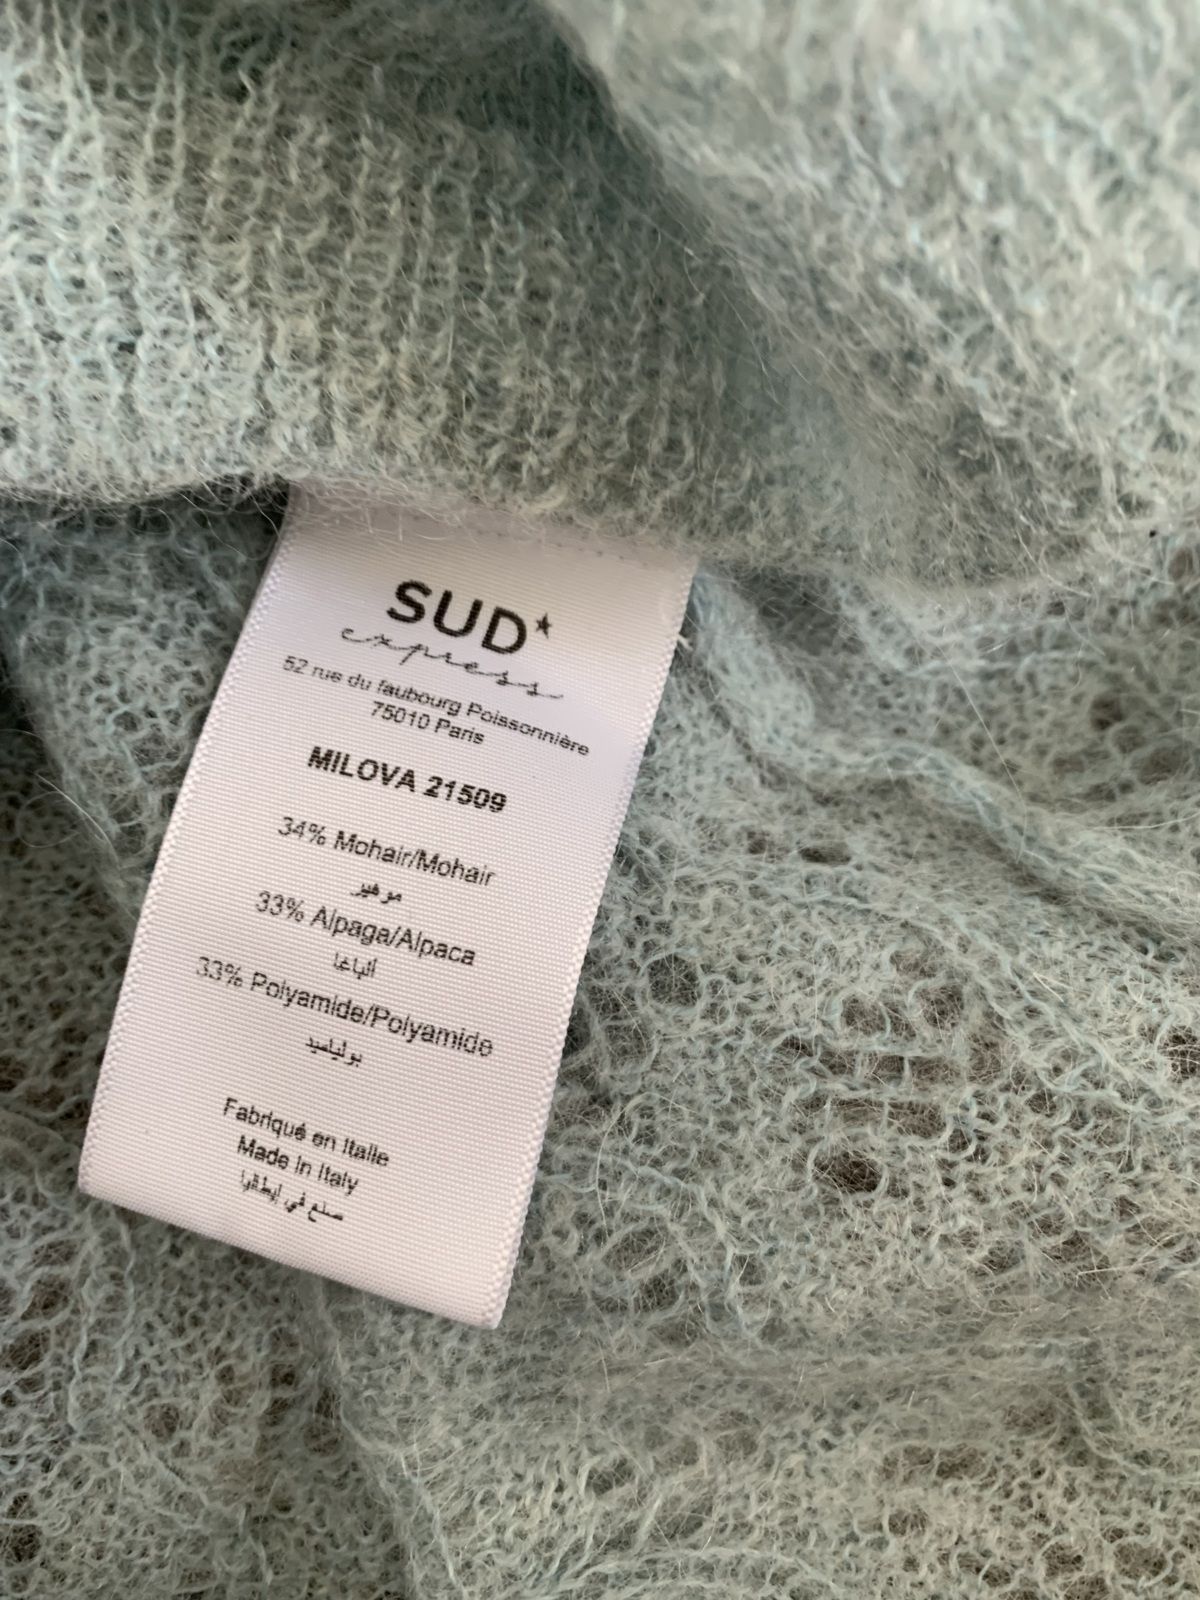 SUD*
express
52 rue du faubourg Poissonnière
75010 Paris
MILOVA 21509
34% Mohair/Mohair
موهير
33% Alpaga/Alpaca
ألباغا
33% Polyamide/Polyamide
بولياميد
Fabriqué en Italie
Made in Italy
صنع في إيطاليا